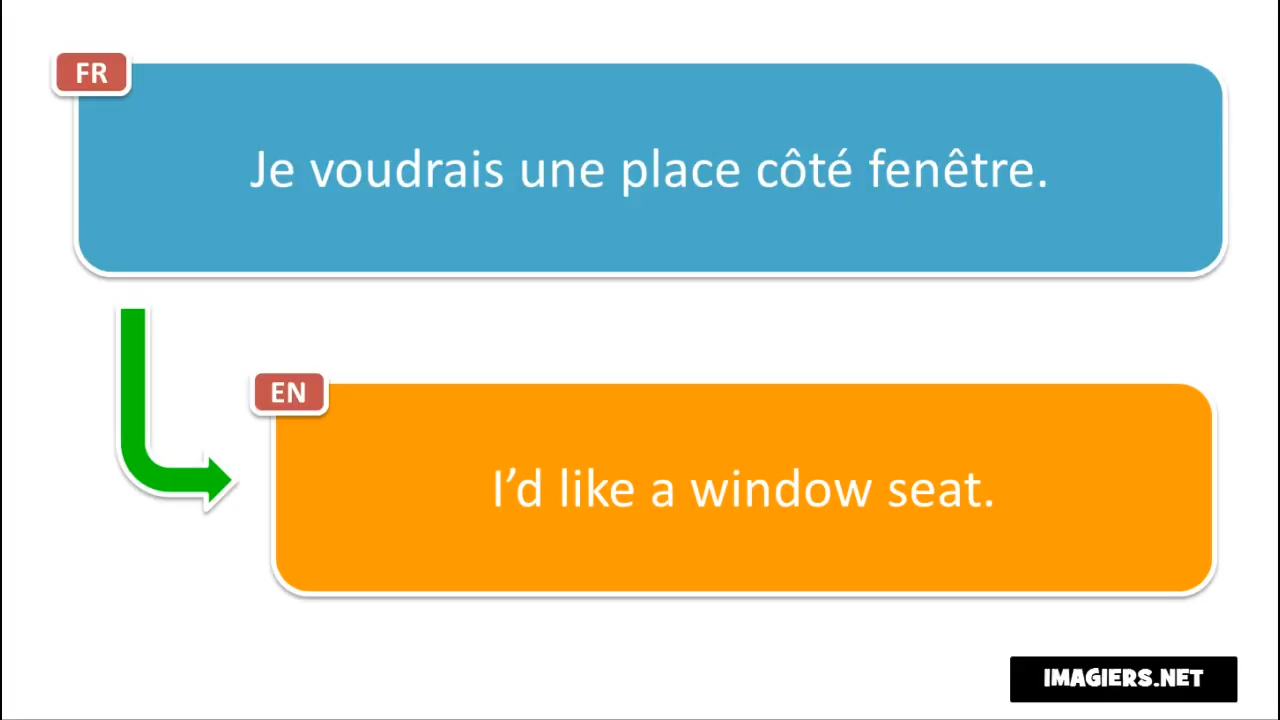 FR
Je voudrais une place côté fenêtre.
EN
I’d like a window seat.
IMAGIERS.NET